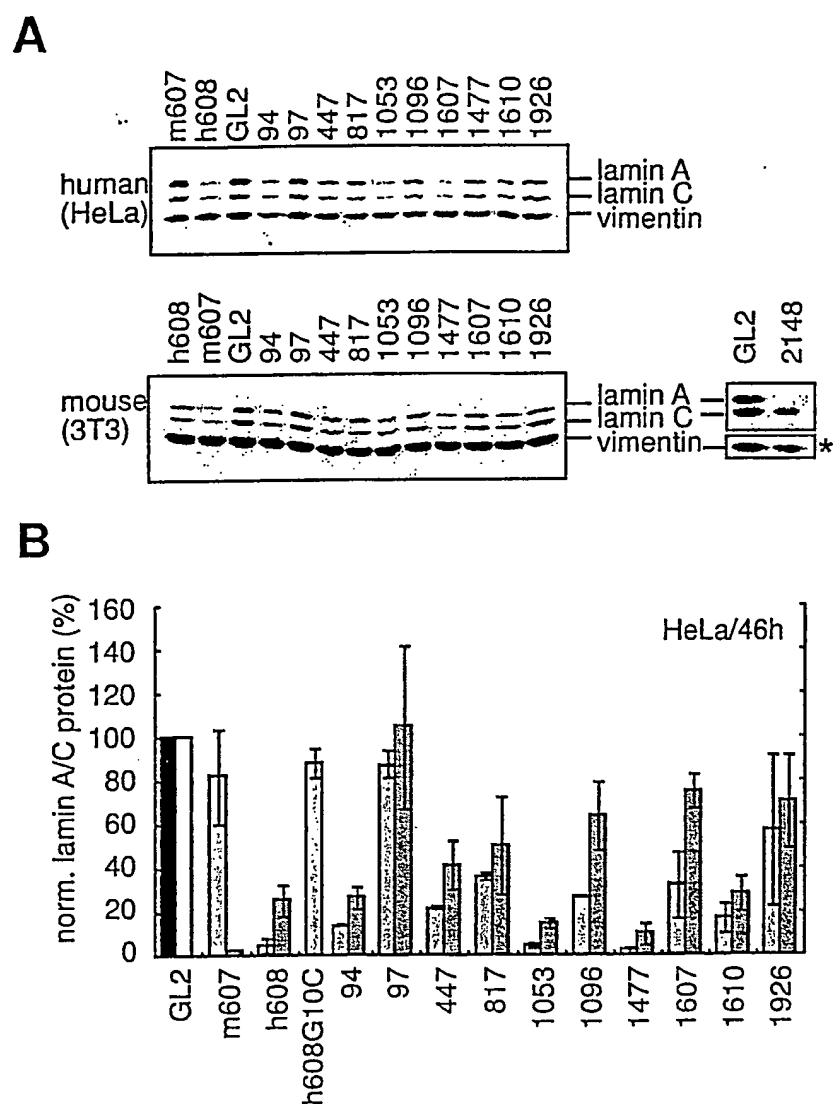 A
m607 h608 GL2 94 97 447 817 1053 1096 1607 1477 1610 1926
human
(HeLa)
lamin A
lamin C
vimentin
h608 m607 GL2 94 97 447 817 1053 1096 1477 1607 1610 1926
GL2 2148
mouse
(3T3)
lamin A
lamin C
vimentin
*
B
norm. lamin A/C protein (%)
160
140
120
100
80
60
40
20
0
HeLa/46h
GL2 m607 h608 h608G10C 94 97 447 817 1053 1096 1477 1607 1610 1926